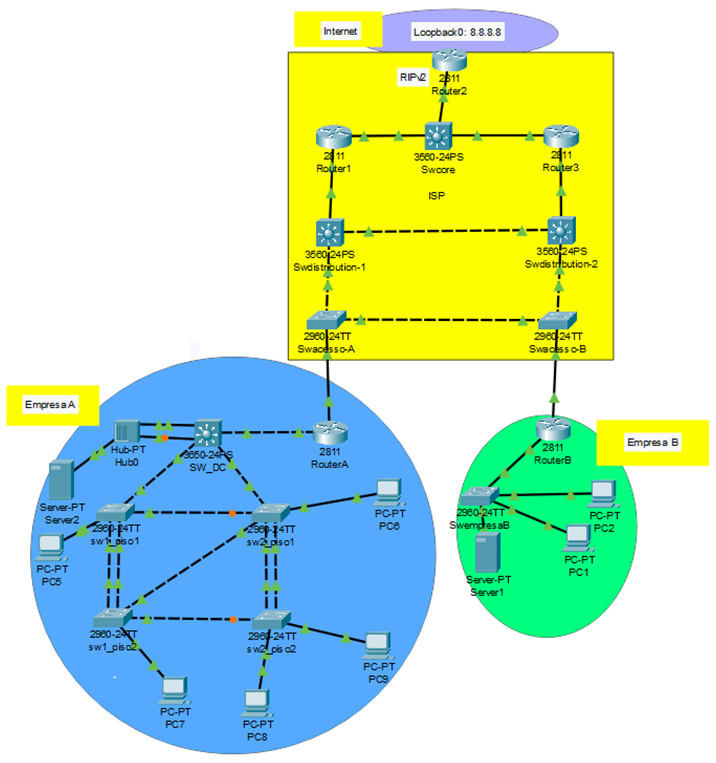 Internet
Loopback0: 8.8.8.8
RIPv2
2811
Router2
2811
Router1
3560-24PS
Swcore
2811
Router3
ISP
3560-24PS
Swdistribution-1
3560-24PS
Swdistribution-2
2960-24TT
Swacesso-A
2960-24TT
Swacesso-B
Empresa A
Hub-PT
Hub0
3650-24PS
SW_DC
2811
RouterA
Server-PT
Server2
2960-24TT
sw1_piso1
2960-24TT
sw2_piso1
PC-PT
PC6
PC-PT
PC5
2960-24TT
sw1_piso2
2960-24TT
sw2_piso2
PC-PT
PC9
PC-PT
PC7
PC-PT
PC8
Empresa B
2811
RouterB
2960-24TT
SwempresaB
PC-PT
PC2
PC-PT
PC1
Server-PT
Server1